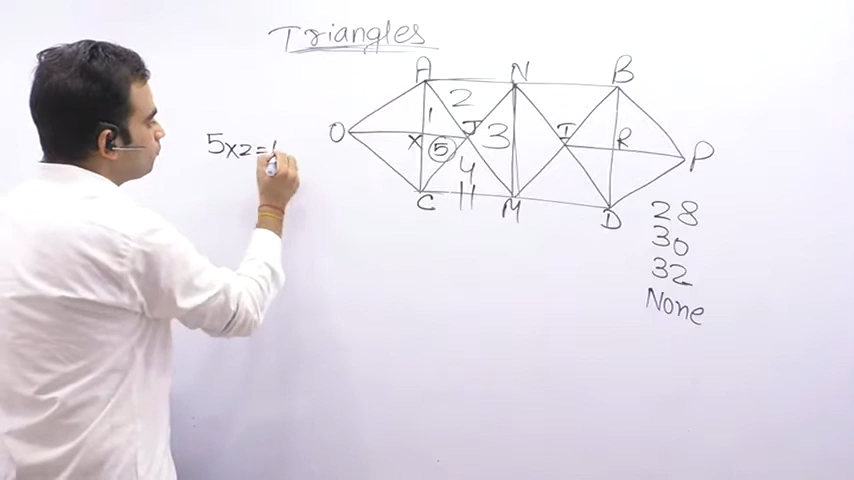 Triangles
A N B
2
1
O J 3 I R P
X 5
4
C M D
5x2=1
28
30
32
None